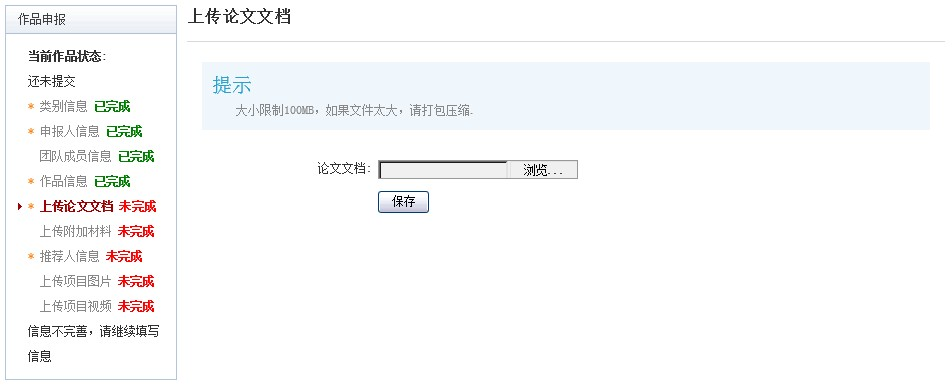 作品申报
当前作品状态:
还未提交
* 类别信息 已完成
* 申报人信息 已完成
团队成员信息 已完成
* 作品信息 已完成
* 上传论文文档 未完成
上传附加材料 未完成
* 推荐人信息 未完成
上传项目图片 未完成
上传项目视频 未完成
信息不完善，请继续填写
信息
上传论文文档
提示
大小限制100MB，如果文件太大，请打包压缩.
论文文档: 浏览...
保存